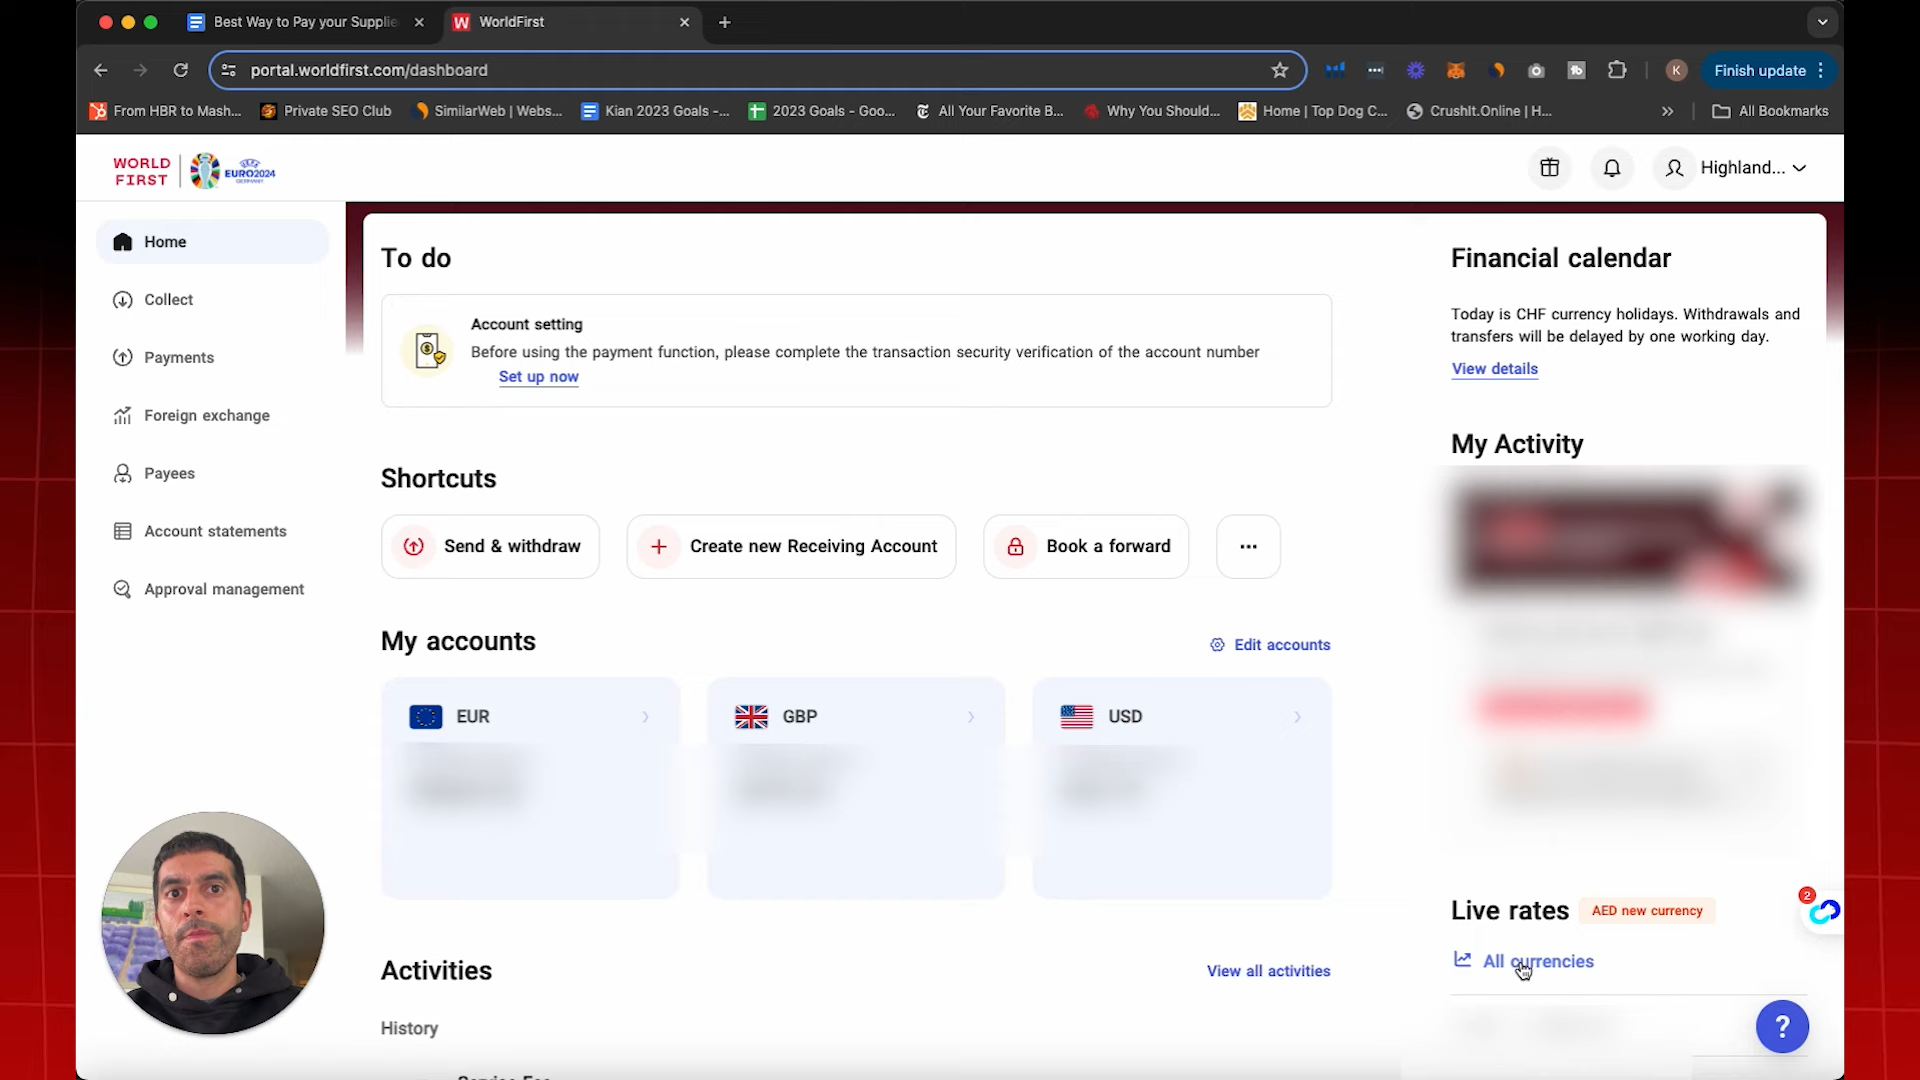 Best Way to Pay your Supplie
WorldFirst
portal.worldfirst.com/dashboard
K
Finish update
From HBR to Mash...
Private SEO Club
SimilarWeb | Webs...
Kian 2023 Goals -...
2023 Goals - Goo...
All Your Favorite B...
Why You Should...
Home | Top Dog C...
CrushIt.Online | H...
All Bookmarks
WORLD
FIRST
UEFA
EURO2024
GERMANY
Highland...
Home
Collect
Payments
Foreign exchange
Payees
Account statements
Approval management
To do
Account setting
Before using the payment function, please complete the transaction security verification of the account number
Set up now
Shortcuts
Send & withdraw
Create new Receiving Account
Book a forward
My accounts
Edit accounts
EUR
GBP
USD
Activities
View all activities
History
Service Fee
Financial calendar
Today is CHF currency holidays. Withdrawals and
transfers will be delayed by one working day.
View details
My Activity
Live rates
AED new currency
2
All currencies
?